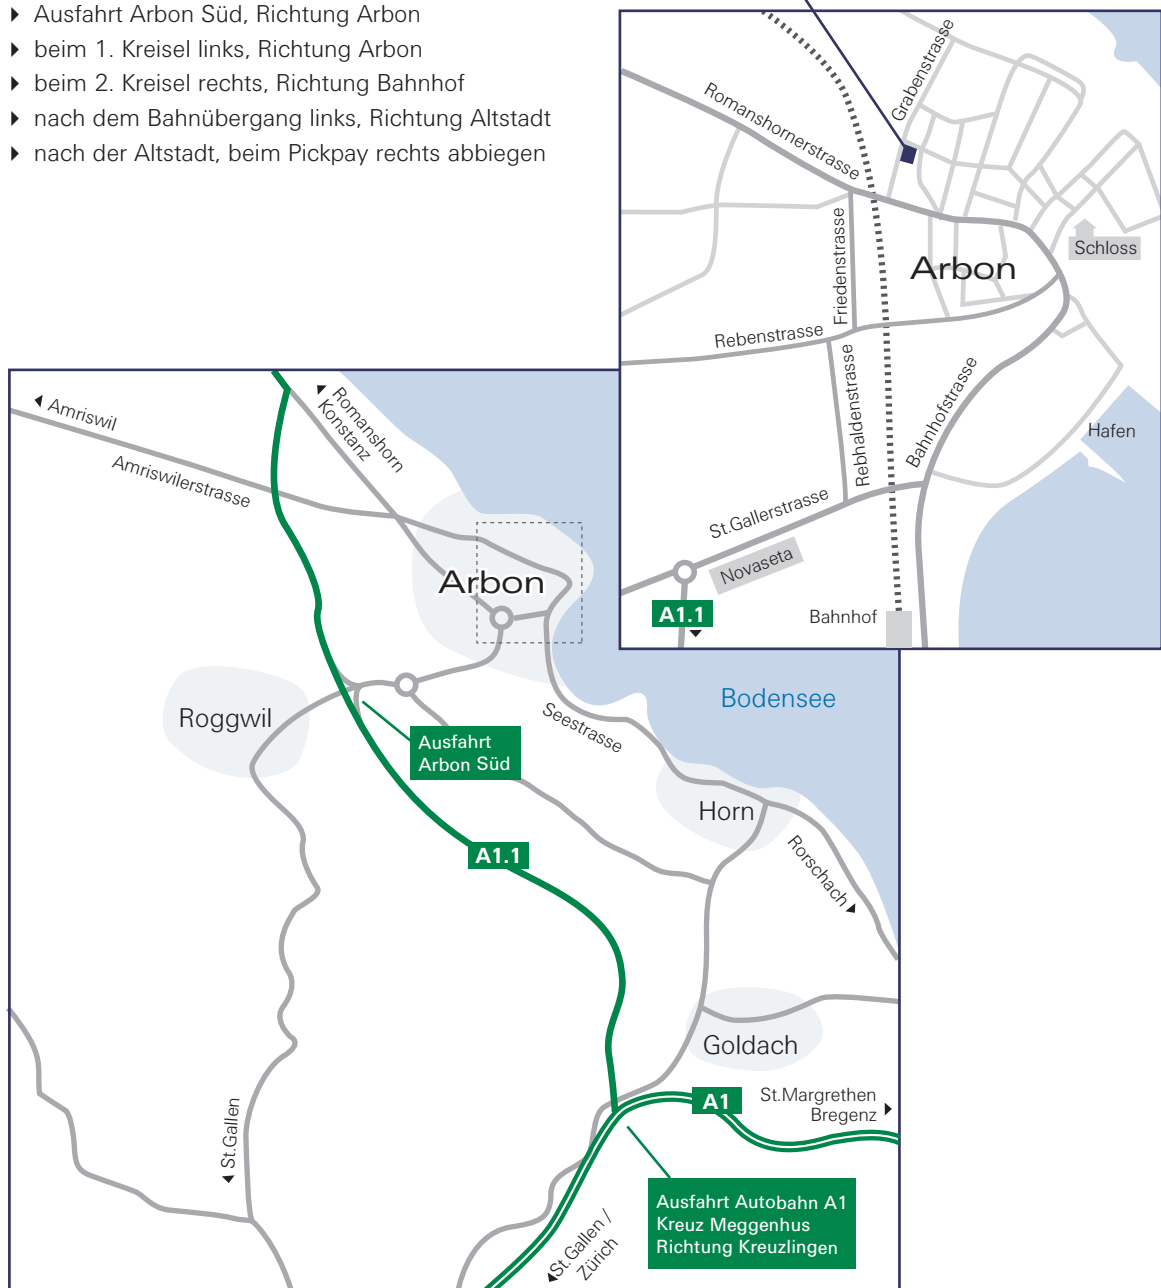 Ausfahrt Arbon Süd, Richtung Arbon
beim 1. Kreisel links, Richtung Arbon
beim 2. Kreisel rechts, Richtung Bahnhof
nach dem Bahnübergang links, Richtung Altstadt
nach der Altstadt, beim Pickpay rechts abbiegen
Grabenstrasse
Romanshornerstrasse
Friedenstrasse
Schloss
Arbon
Rebenstrasse
Rebhaldenstrasse
Bahnhofstrasse
Hafen
St.Gallerstrasse
Novaseta
A1.1
Bahnhof
Amriswil
Romanshorn
Konstanz
Amriswilerstrasse
Arbon
Bodensee
Roggwil
Seestrasse
Ausfahrt
Arbon Süd
Horn
A1.1
Rorschach
Goldach
St.Gallen
A1
St.Margrethen
Bregenz
Ausfahrt Autobahn A1
Kreuz Meggenhus
Richtung Kreuzlingen
St.Gallen /
Zürich